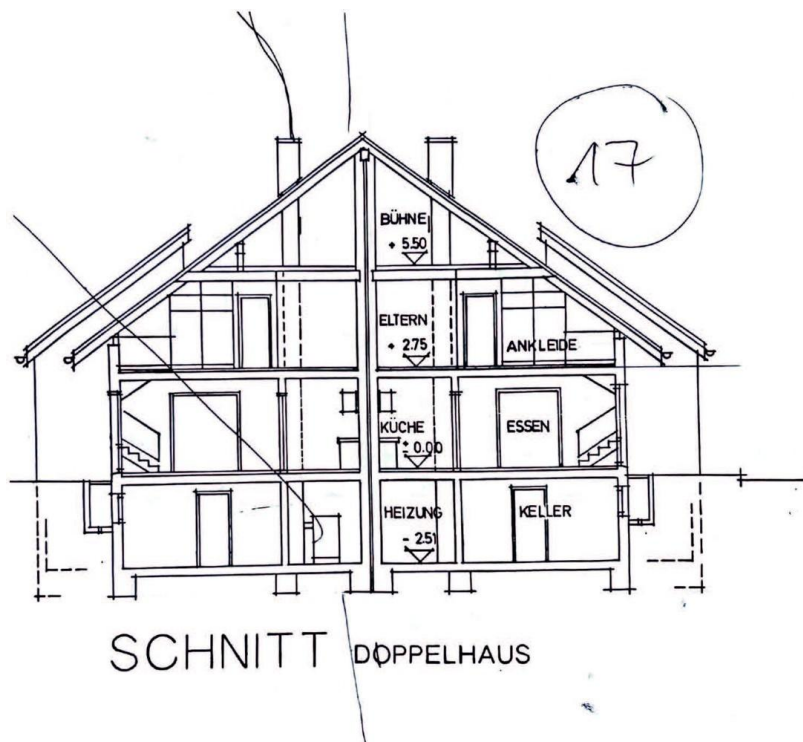 17
BÜHNE
+ 5.50
ELTERN
+ 2.75
ANKLEIDE
KÜCHE
± 0.00
ESSEN
HEIZUNG
- 2.51
KELLER
SCHNITT DOPPELHAUS